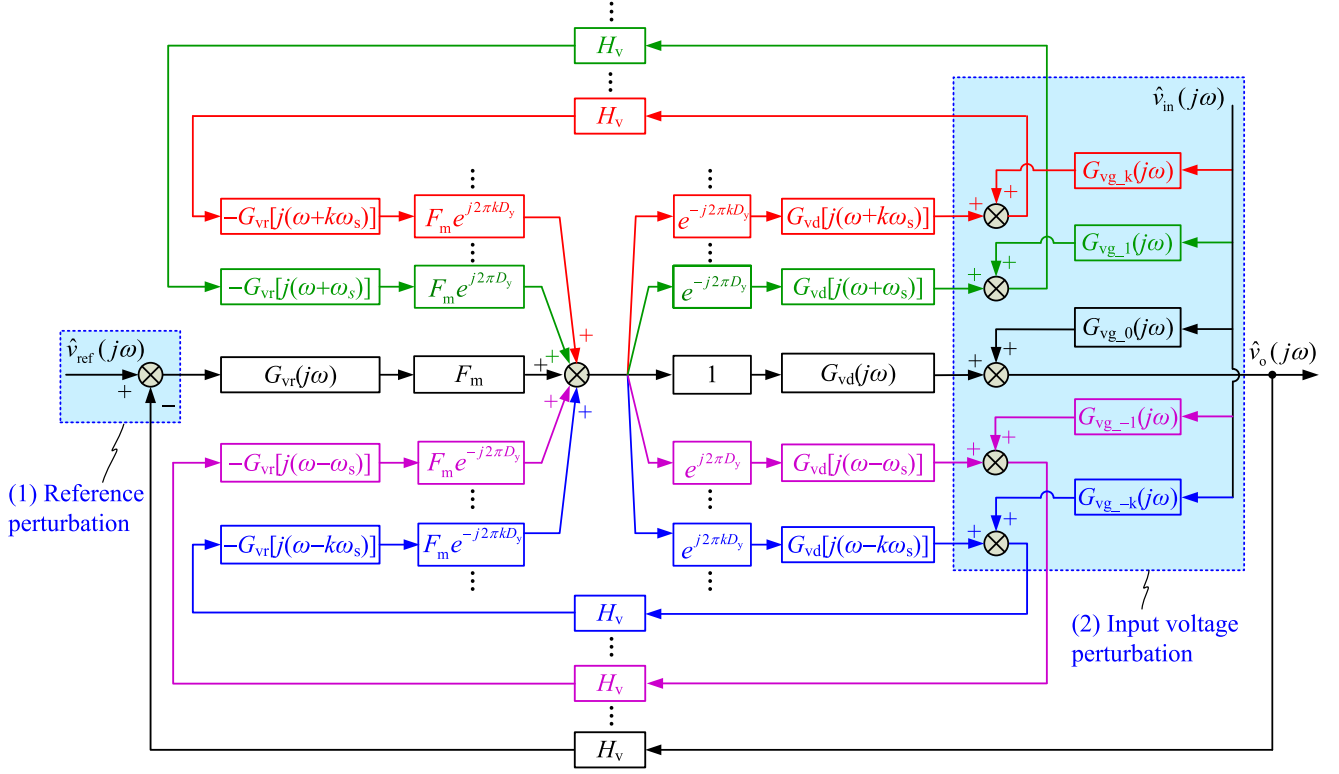 ⋮
H_v
⋮
H_v
v̂_in(jω)
G_vg_k(jω)
⋮
⋮
+ +
−G_vr[j(ω+kω_s)] F_m e^{j2πkD_y} e^{−j2πkD_y} G_vd[j(ω+kω_s)]
⋮
⋮
G_vg_1(jω)
+ +
−G_vr[j(ω+ω_s)] F_m e^{j2πD_y} e^{−j2πD_y} G_vd[j(ω+ω_s)]
G_vg_0(jω)
+ + + + +
v̂_ref(jω) G_vr(jω) F_m 1 G_vd(jω) v̂_o(jω)
+ − + +
G_vg_−1(jω)
+ +
−G_vr[j(ω−ω_s)] F_m e^{−j2πD_y} e^{j2πD_y} G_vd[j(ω−ω_s)]
⋮
⋮
G_vg_−k(jω)
+ +
−G_vr[j(ω−kω_s)] F_m e^{−j2πkD_y} e^{j2πkD_y} G_vd[j(ω−kω_s)]
⋮
⋮
(1) Reference
perturbation
H_v
⋮
(2) Input voltage
perturbation
H_v
⋮
H_v